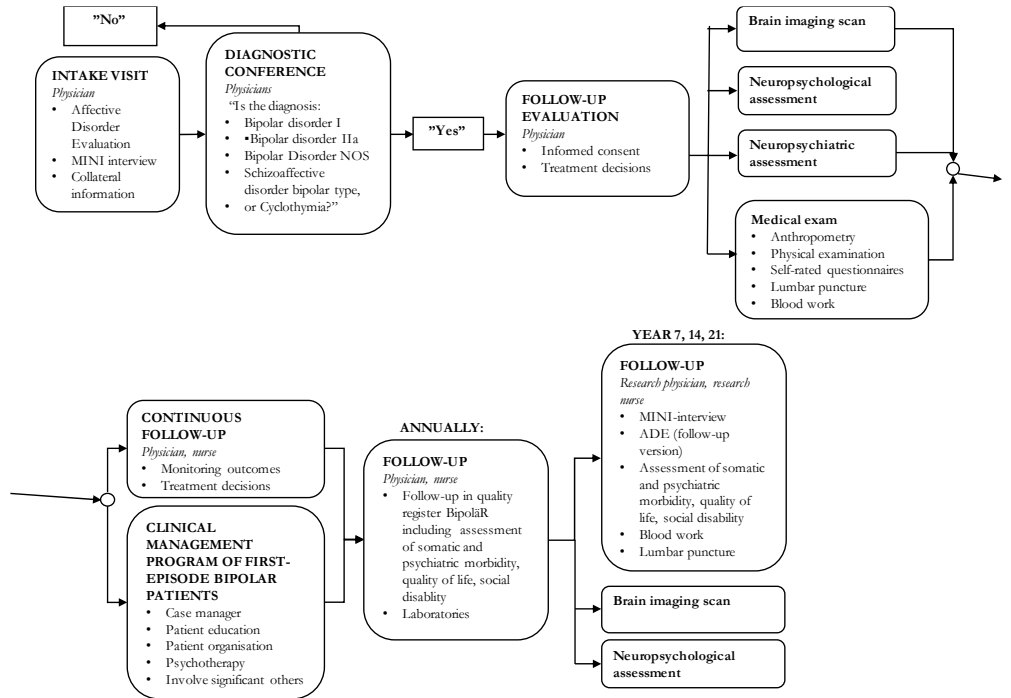 "No"
INTAKE VISIT
Physician
• Affective
Disorder
Evaluation
• MINI interview
• Collateral
information
DIAGNOSTIC
CONFERENCE
Physicians
"Is the diagnosis:
• Bipolar disorder I
• ▪Bipolar disorder IIa
• Bipolar Disorder NOS
• Schizoaffective
disorder bipolar type,
• or Cyclothymia?"
"Yes"
FOLLOW-UP
EVALUATION
Physician
• Informed consent
• Treatment decisions
Brain imaging scan
Neuropsychological
assessment
Neuropsychiatric
assessment
Medical exam
• Anthropometry
• Physical examination
• Self-rated questionnaires
• Lumbar puncture
• Blood work
CONTINUOUS
FOLLOW-UP
Physician, nurse
• Monitoring outcomes
• Treatment decisions
CLINICAL
MANAGEMENT
PROGRAM OF FIRST-
EPISODE BIPOLAR
PATIENTS
• Case manager
• Patient education
• Patient organisation
• Psychotherapy
• Involve significant others
ANNUALLY:
FOLLOW-UP
Physician, nurse
• Follow-up in quality
register BipoläR
including assessment
of somatic and
psychiatric morbidity,
quality of life, social
disablity
• Laboratories
YEAR 7, 14, 21:
FOLLOW-UP
Research physician, research
nurse
• MINI-interview
• ADE (follow-up
version)
• Assessment of somatic
and psychiatric
morbidity, quality of
life, social disability
• Blood work
• Lumbar puncture
Brain imaging scan
Neuropsychological
assessment